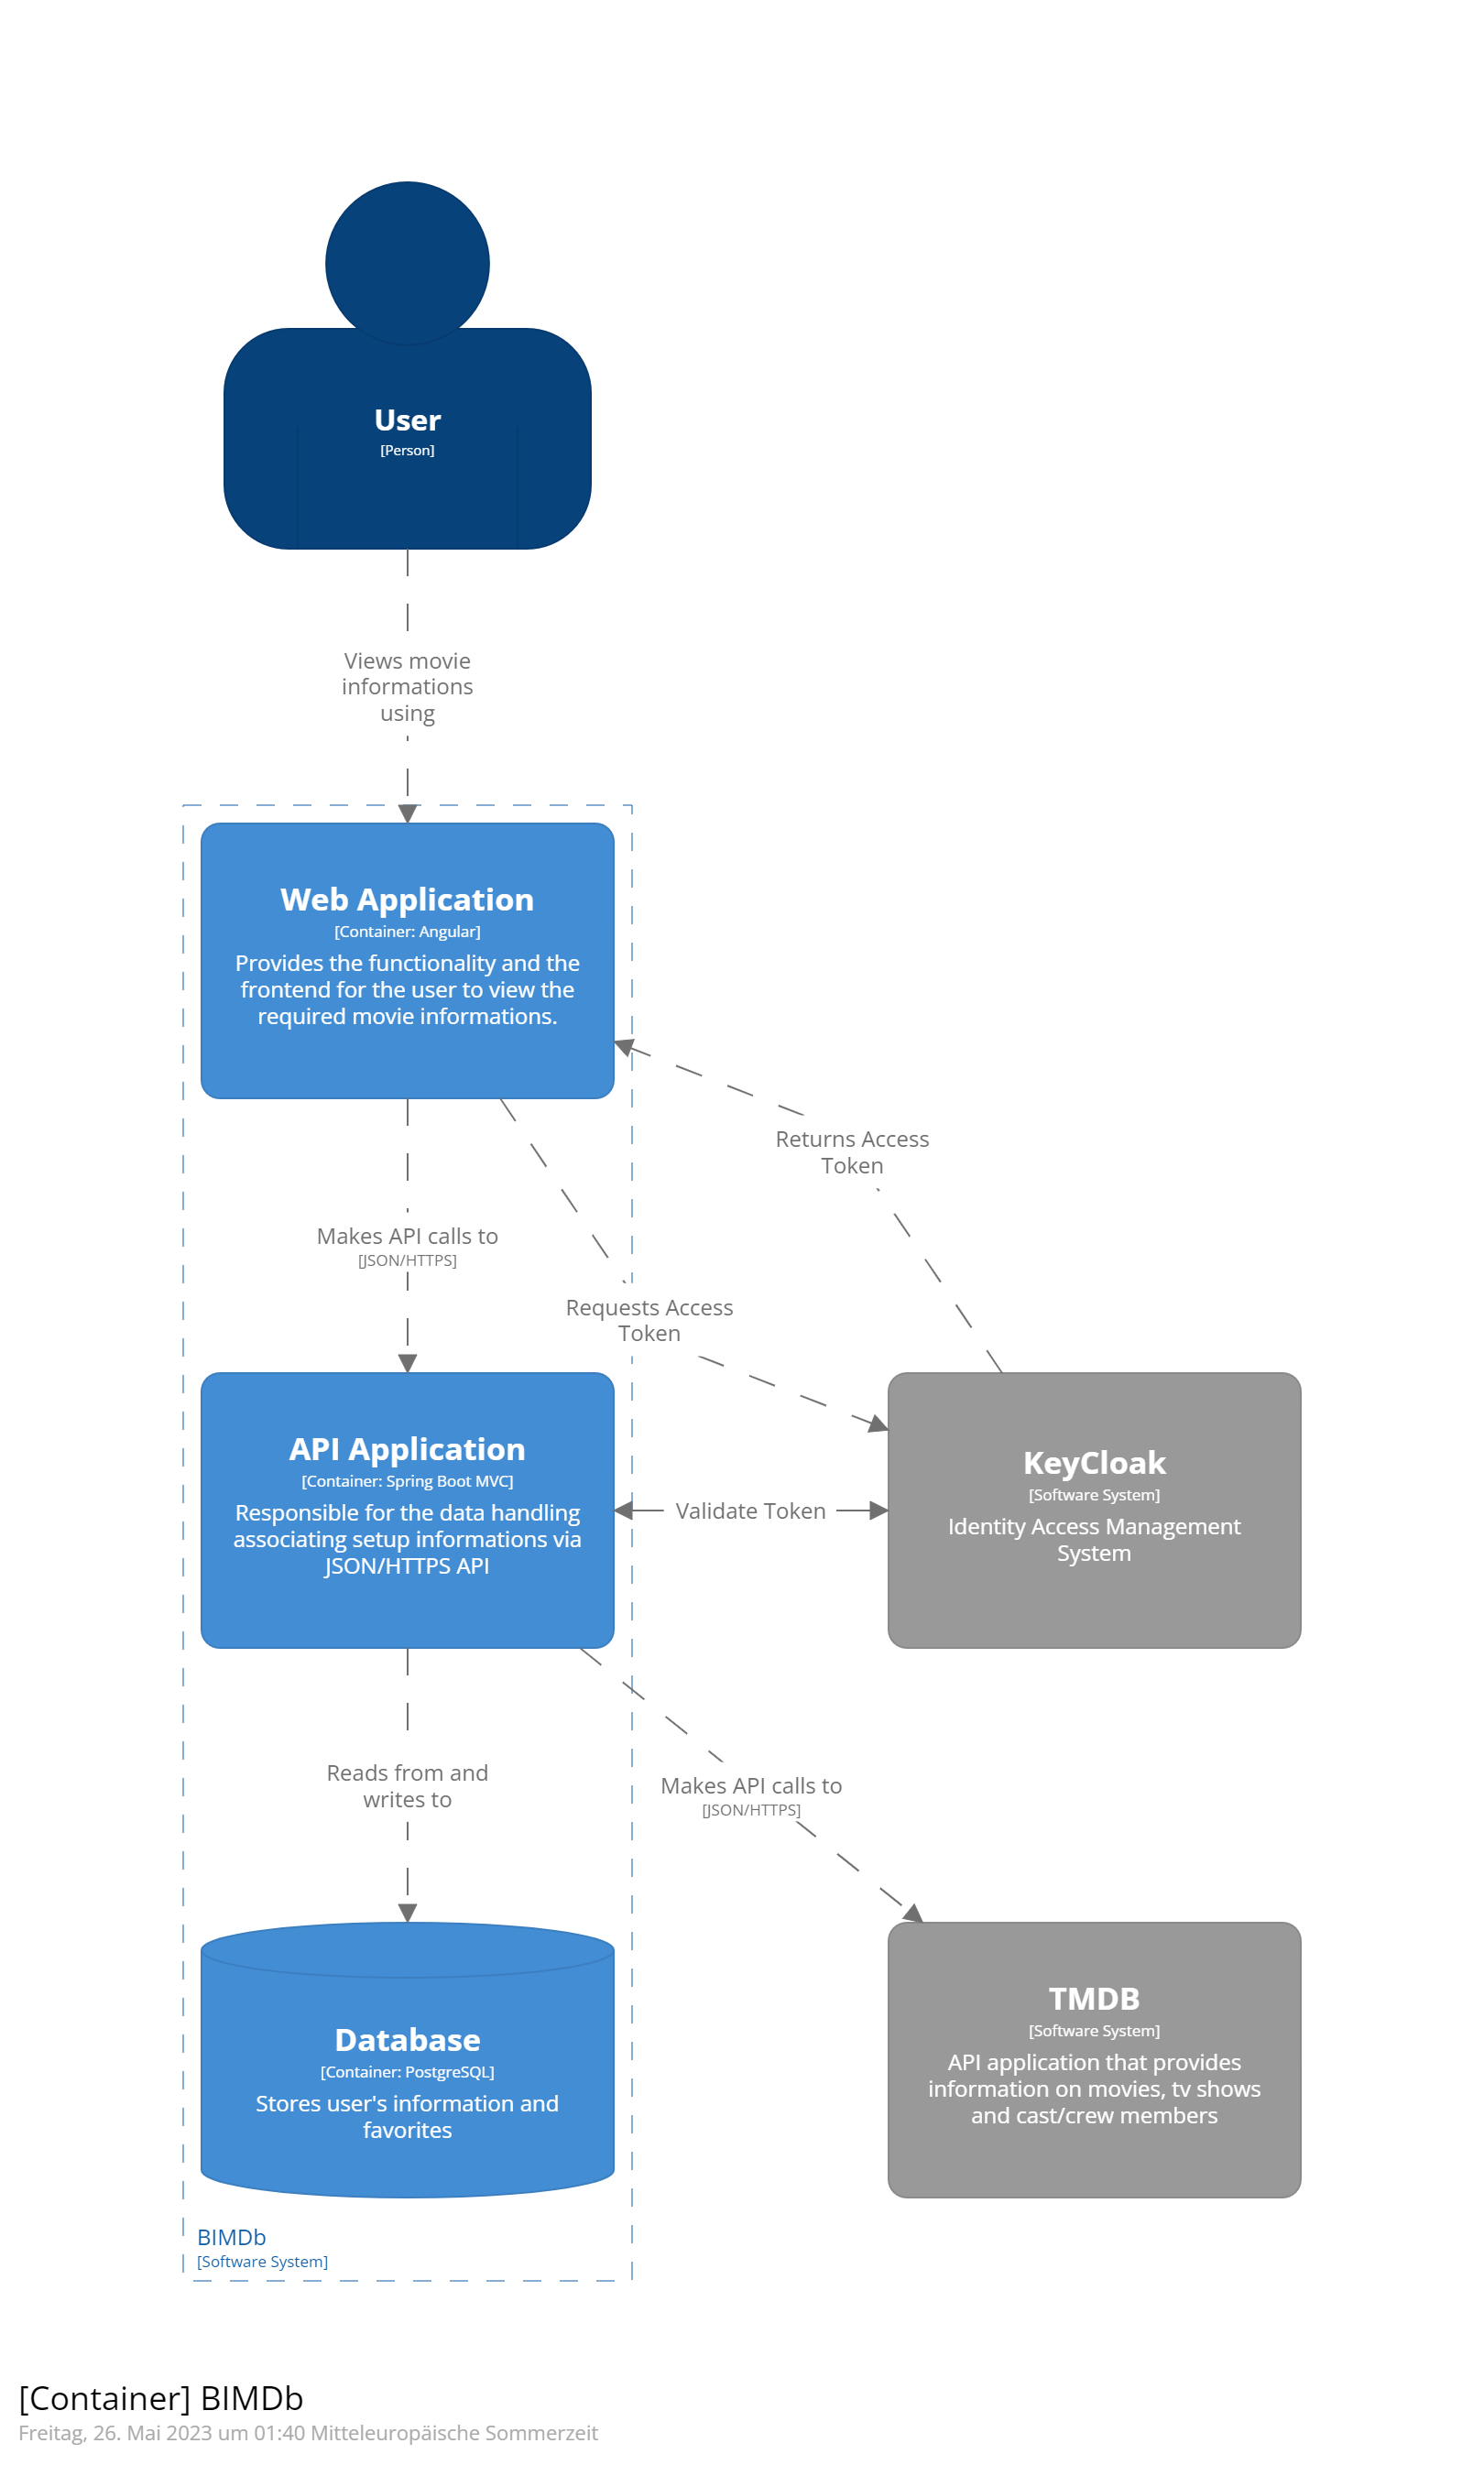 User
[Person]
Views movie
informations
using
Web Application
[Container: Angular]
Provides the functionality and the
frontend for the user to view the
required movie informations.
Returns Access
Token
Makes API calls to
[JSON/HTTPS]
Requests Access
Token
API Application
[Container: Spring Boot MVC]
Responsible for the data handling
associating setup informations via
JSON/HTTPS API
Validate Token
KeyCloak
[Software System]
Identity Access Management
System
Reads from and
writes to
Makes API calls to
[JSON/HTTPS]
Database
[Container: PostgreSQL]
Stores user's information and
favorites
TMDB
[Software System]
API application that provides
information on movies, tv shows
and cast/crew members
BIMDb
[Software System]
[Container] BIMDb
Freitag, 26. Mai 2023 um 01:40 Mitteleuropäische Sommerzeit